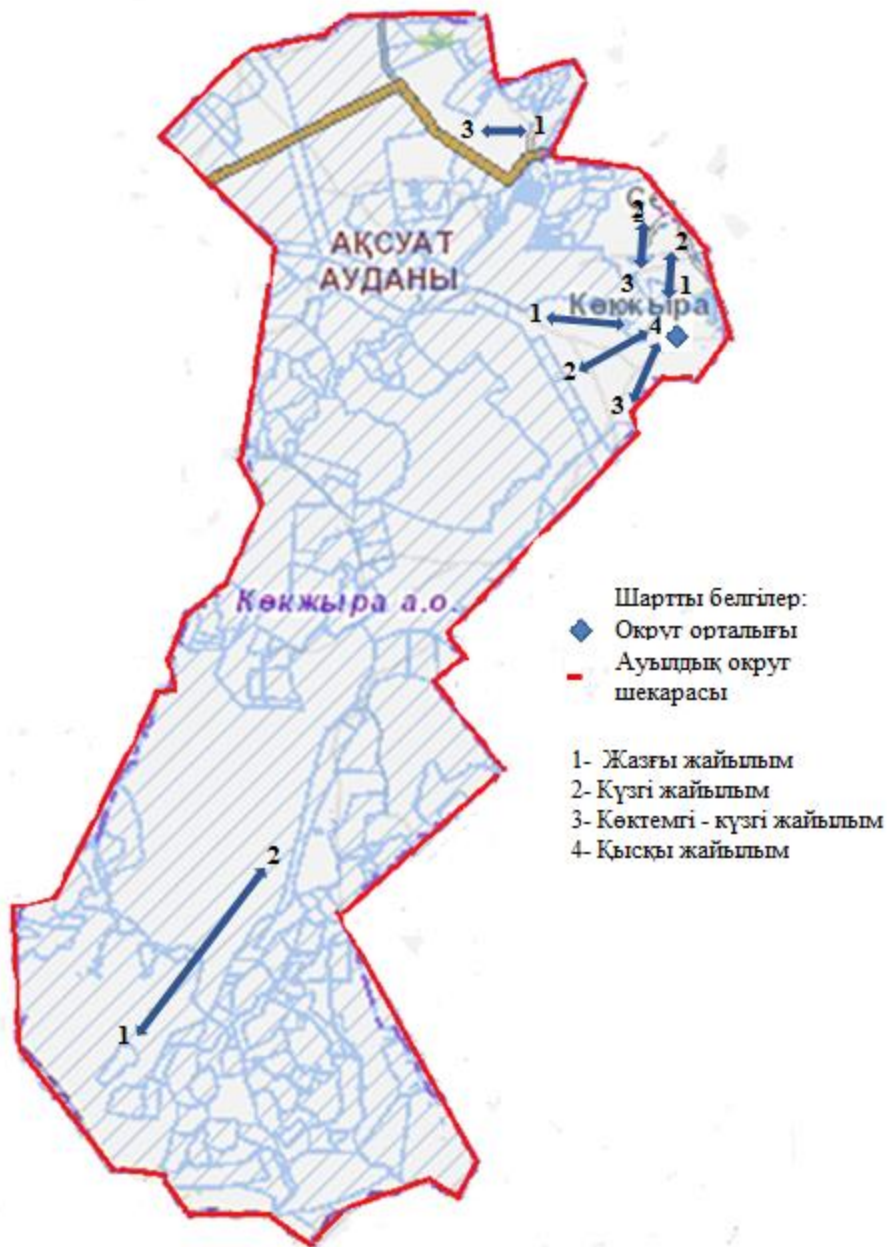 3 1
2
2
АҚСУАТ
АУДАНЫ
3
1
Көкжыра
1
4
2
3
Көкжыра а.о.
Шартты белгілер:
Округ орталығы
Ауылдық округ
шекарасы
1- Жазғы жайылым
2- Күзгі жайылым
3- Көктемгі - күзгі жайылым
4- Қысқы жайылым
2
1